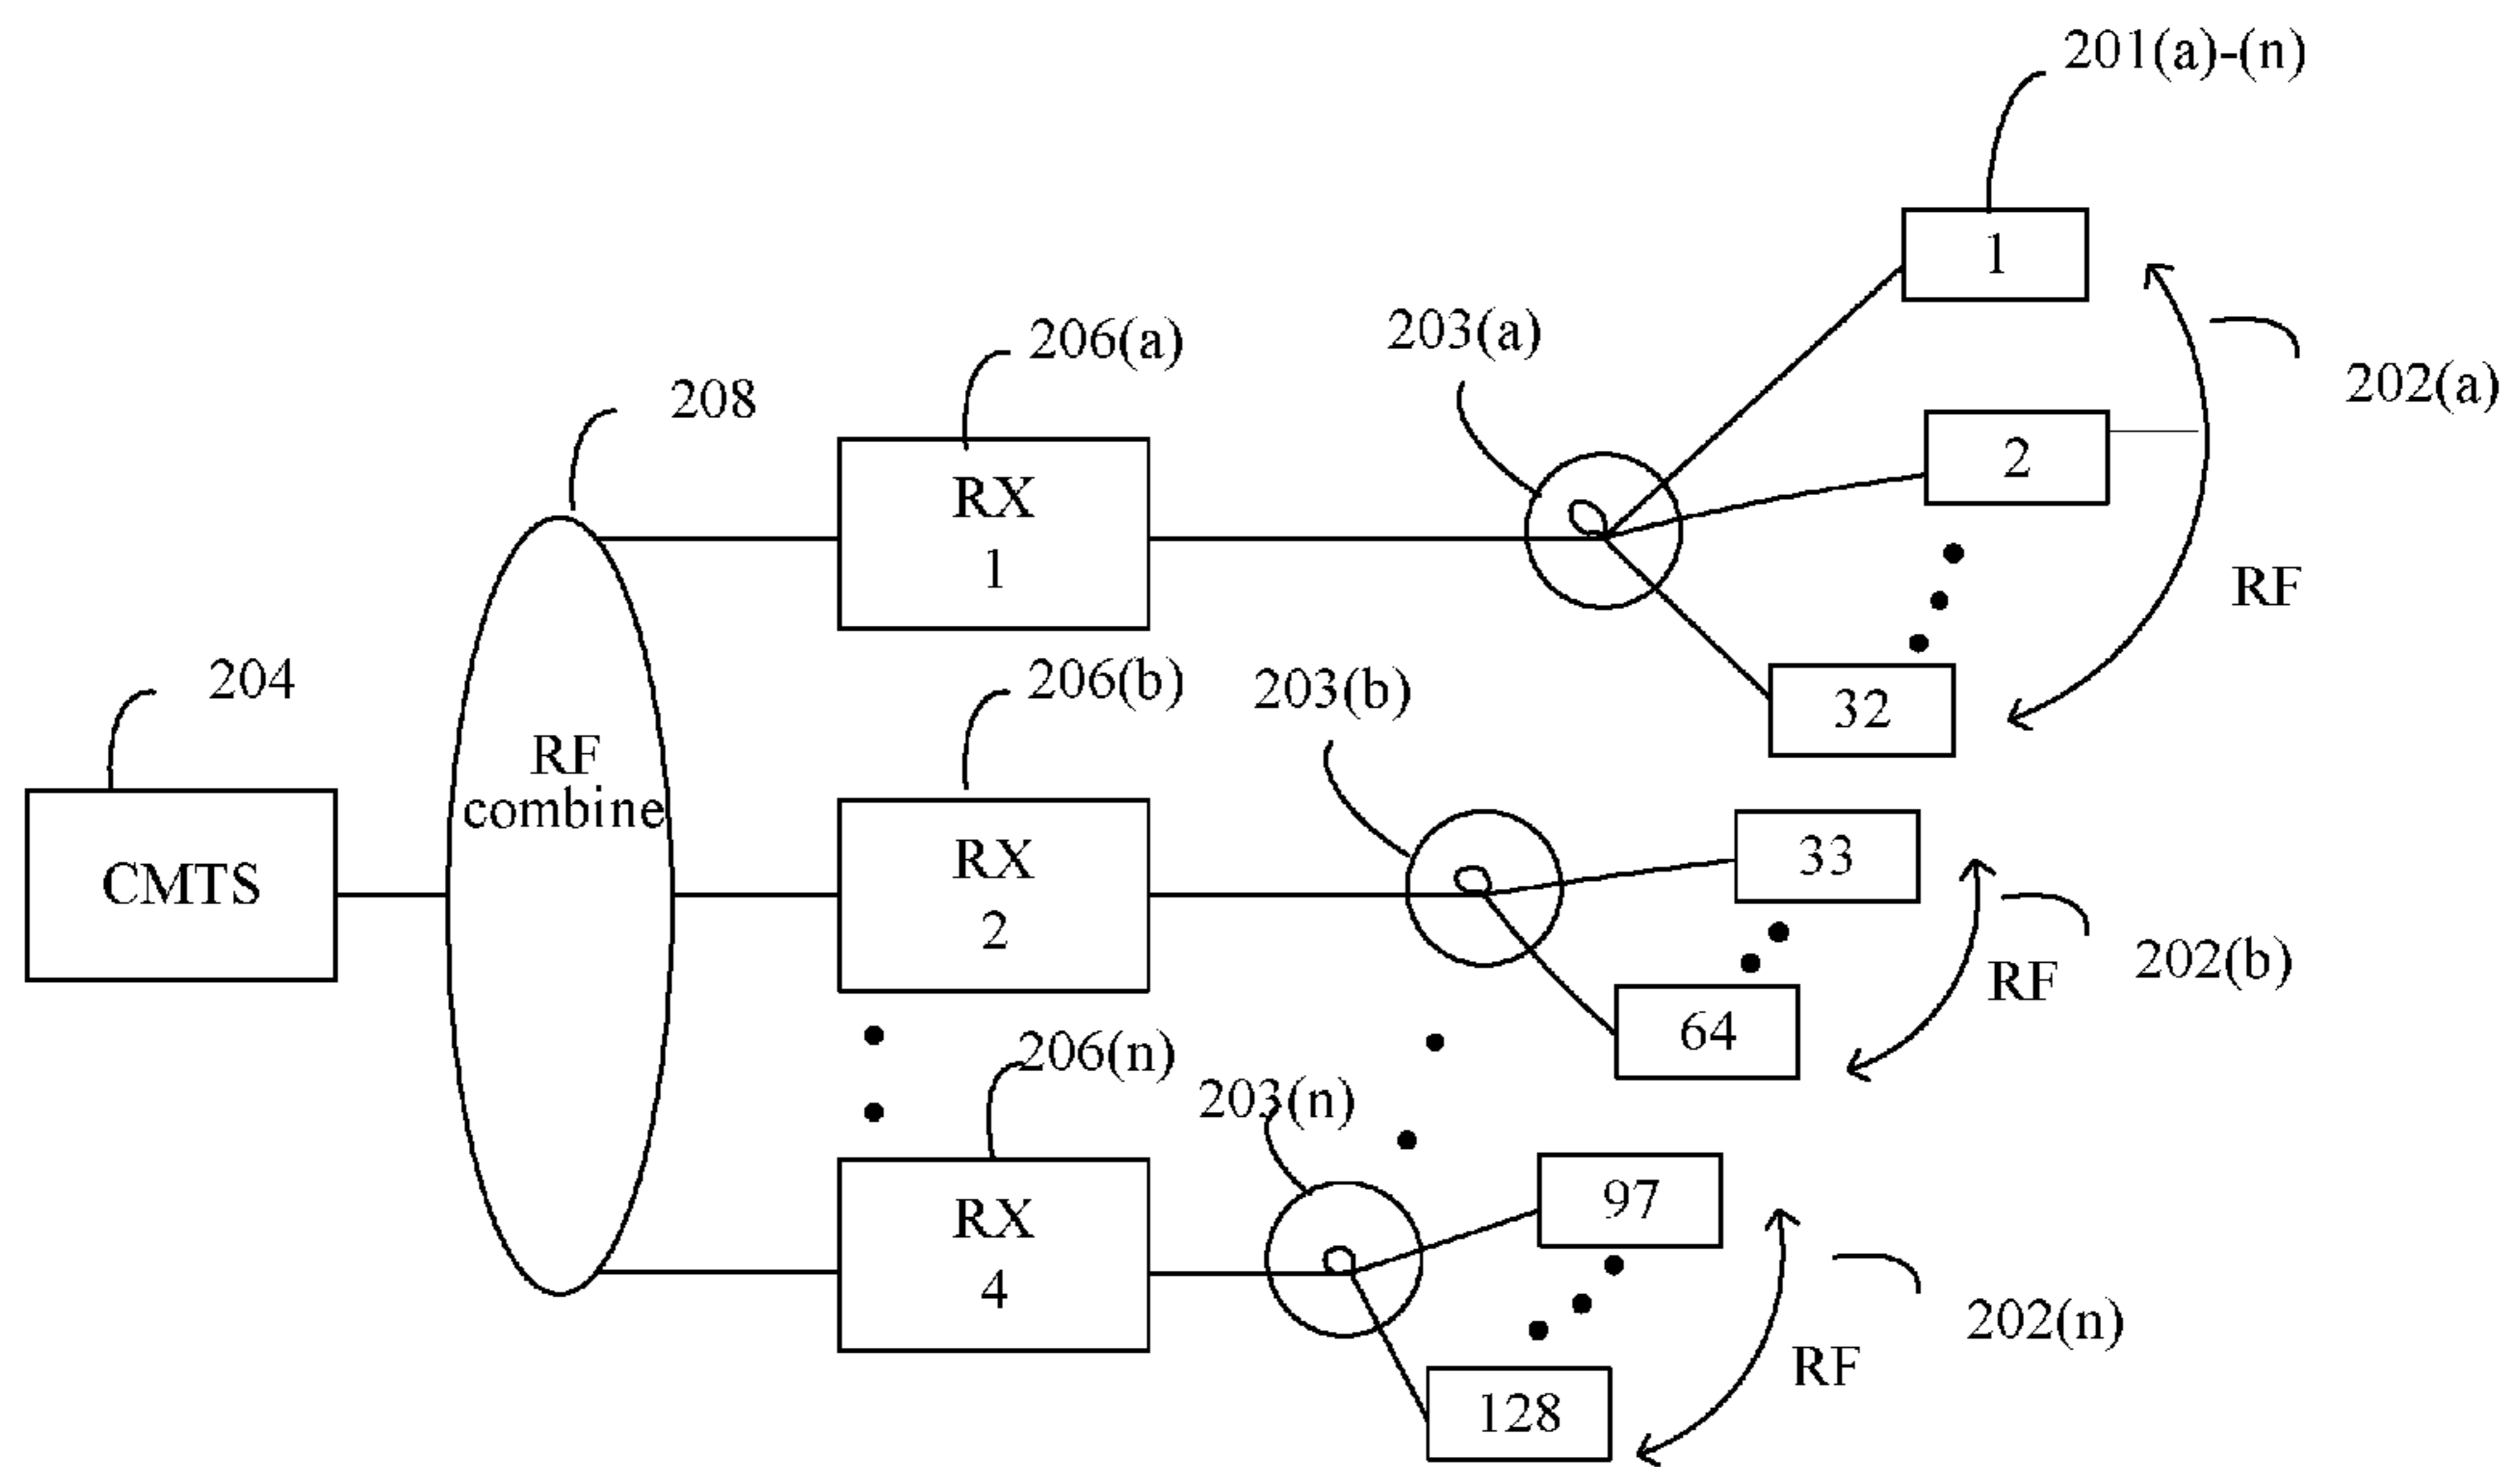 201(a)-(n)
1
206(a)
203(a)
202(a)
208
2
RX
1
RF
204
206(b)
203(b)
32
RF
combine
33
CMTS
RX
2
202(b)
RF
64
206(n)
203(n)
97
RX
4
202(n)
RF
128